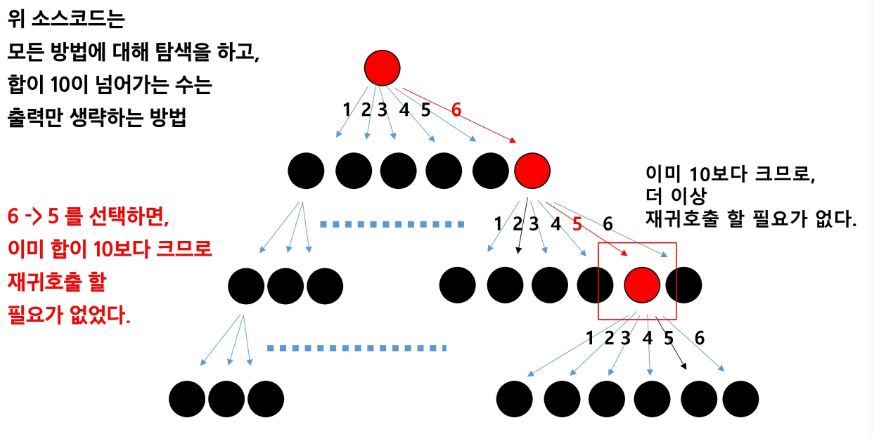 위 소스코드는
모든 방법에 대해 탐색을 하고,
합이 10이 넘어가는 수는
출력만 생략하는 방법
1 2 3 4 5 6
이미 10보다 크므로,
더 이상
재귀호출 할 필요가 없다.
6 -> 5 를 선택하면,
이미 합이 10보다 크므로
재귀호출 할
필요가 없었다.
1 2 3 4 5 6
1 2 3 4 5 6